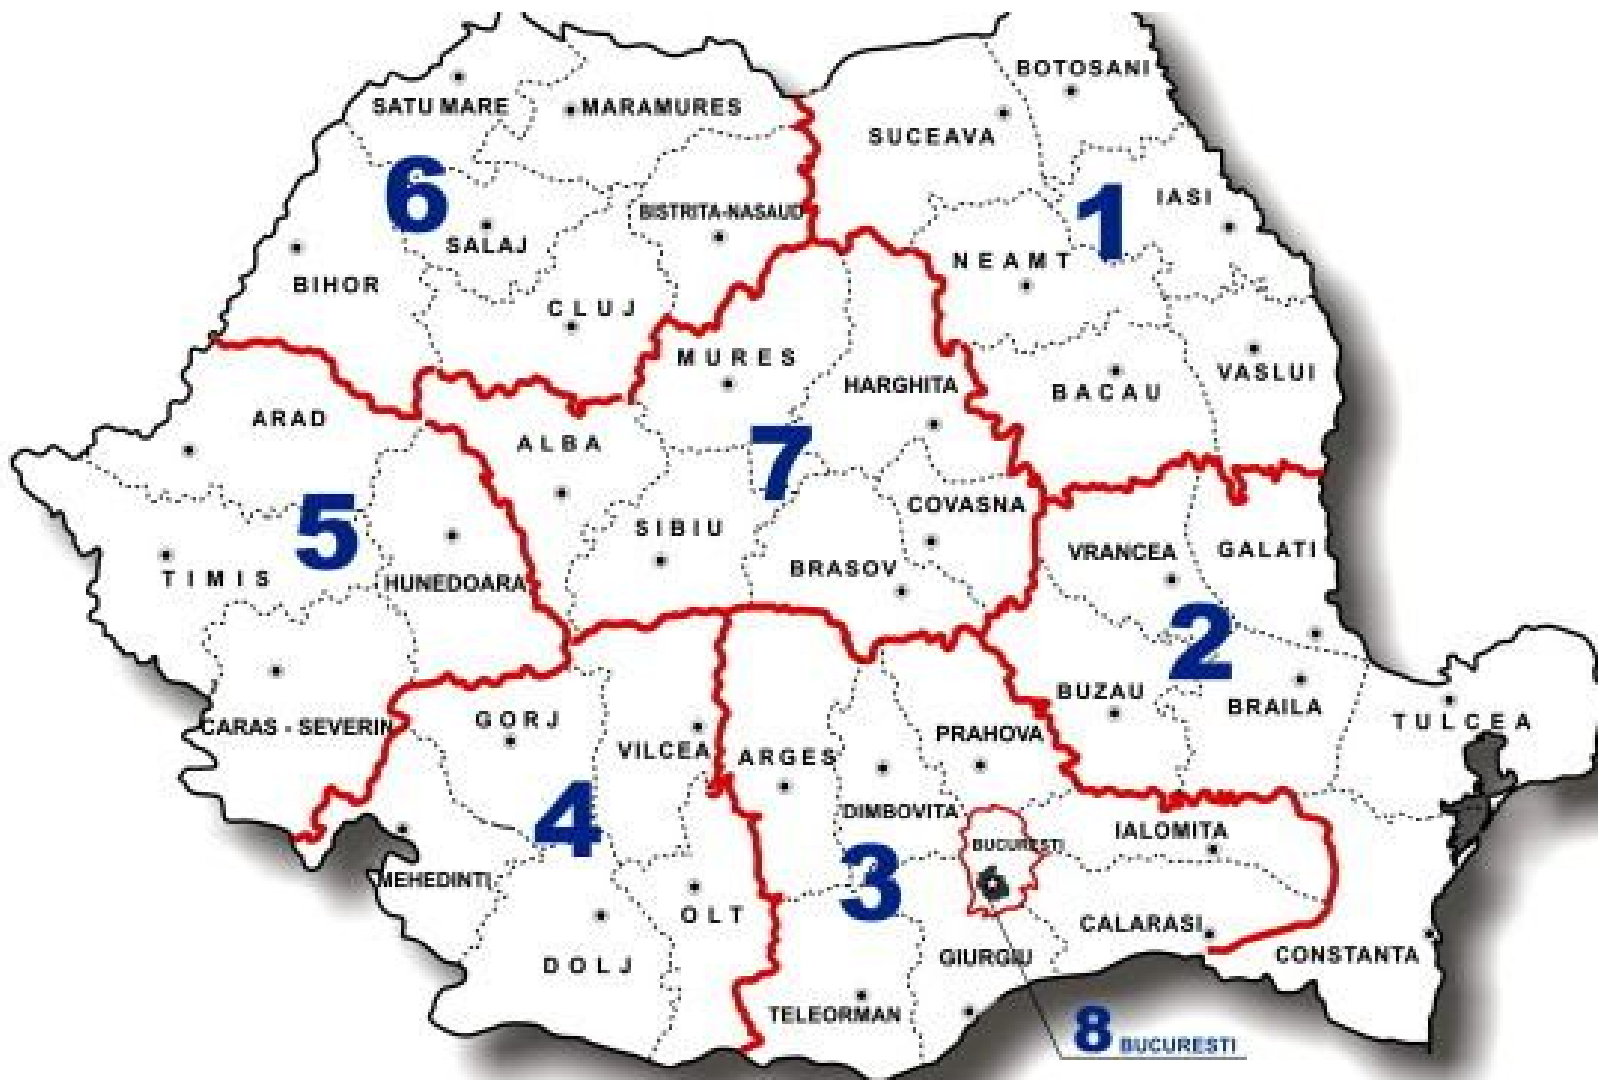 BOTOSANI
SATU MARE
MARAMURES
SUCEAVA
6
1
IASI
BISTRITA-NASAUD
SALAJ
NEAMT
BIHOR
CLUJ
MURES
HARGHITA
VASLUI
BACAU
ARAD
ALBA
7
5
COVASNA
SIBIU
VRANCEA
GALATI
BRASOV
TIMIS
HUNEDOARA
2
BUZAU
BRAILA
TULCEA
GORJ
CARAS - SEVERIN
PRAHOVA
VILCEA
ARGES
4
DIMBOVITA
IALOMITA
BUCURESTI
3
MEHEDINTI
OLT
CALARASI
DOLJ
GIURGIU
CONSTANTA
TELEORMAN
8 BUCURESTI